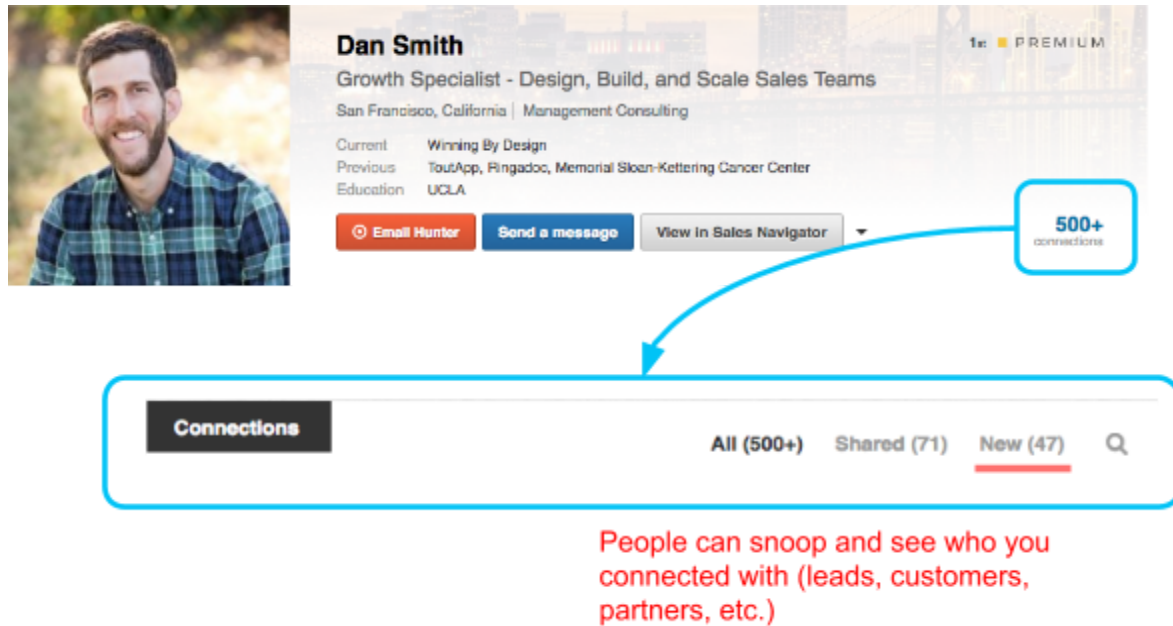 Dan Smith
1st PREMIUM
Growth Specialist - Design, Build, and Scale Sales Teams
San Francisco, California | Management Consulting
Current Winning By Design
Previous ToutApp, Ringadoc, Memorial Sloan-Kettering Cancer Center
Education UCLA
Email Hunter Send a message View in Sales Navigator
500+
connections
Connections
All (500+) Shared (71) New (47)
People can snoop and see who you
connected with (leads, customers,
partners, etc.)